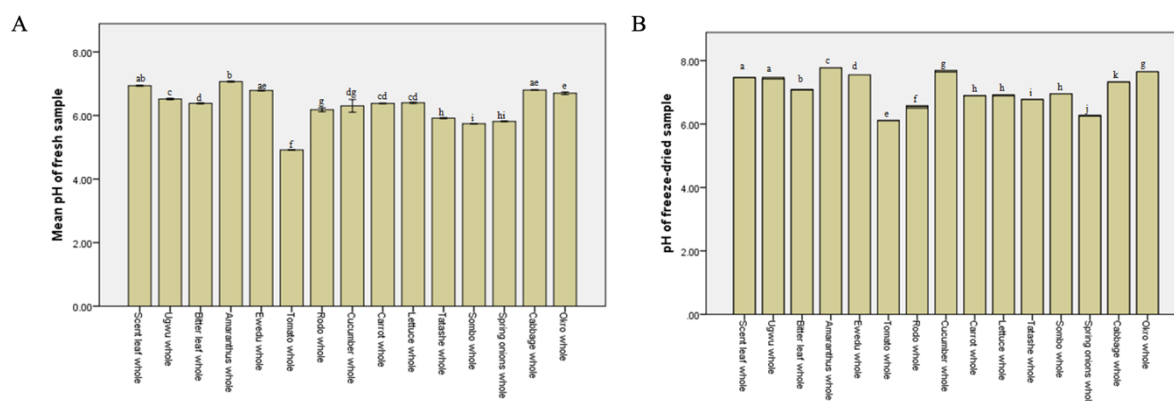 A
Mean pH of fresh sample
8.00
6.00
4.00
2.00
0.00
ab
c
d
b
ae
f
g
dg
cd
cd
h
i
hi
ae
e
Scent leaf whole
Ugwu whole
Bitter leaf whole
Amaranthus whole
Ewedu whole
Tomato whole
Rodo whole
Cucumber whole
Carrot whole
Lettuce whole
Tatashe whole
Sombo whole
Spring onions whole
Cabbage whole
Okro whole
B
pH of freeze-dried sample
8.00
6.00
4.00
2.00
.00
a
a
b
c
d
e
f
g
h
h
i
h
j
k
g
Scent leaf whole
Ugwu whole
Bitter leaf whole
Amaranthus whole
Ewedu whole
Tomato whole
Rodo whole
Cucumber whole
Carrot whole
Lettuce whole
Tatashe whole
Sombo whole
Spring onions whole
Cabbage whole
Okro whole